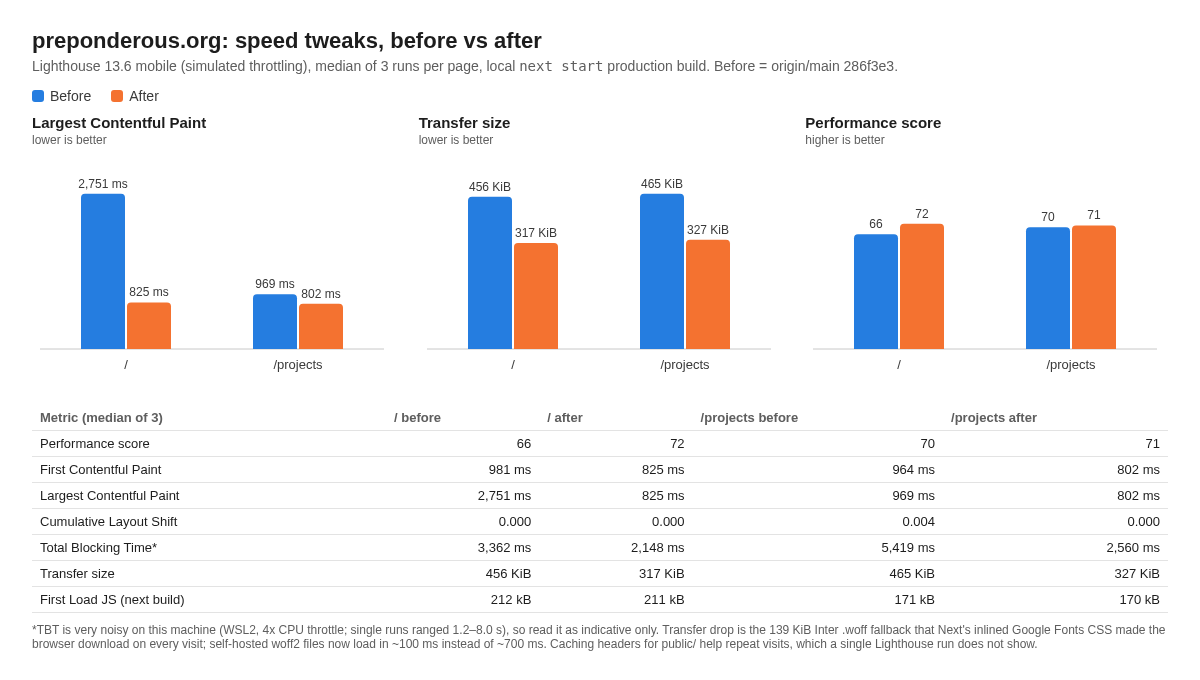 preponderous.org: speed tweaks, before vs after
Lighthouse 13.6 mobile (simulated throttling), median of 3 runs per page, local next start production build. Before = origin/main 286f3e3.
Before After
Largest Contentful Paint
lower is better
2,751 ms
825 ms
969 ms
802 ms
/ /projects
Transfer size
lower is better
456 KiB
317 KiB
465 KiB
327 KiB
/ /projects
Performance score
higher is better
66
72
70
71
/ /projects
Metric (median of 3) / before / after /projects before /projects after
Performance score 66 72 70 71
First Contentful Paint 981 ms 825 ms 964 ms 802 ms
Largest Contentful Paint 2,751 ms 825 ms 969 ms 802 ms
Cumulative Layout Shift 0.000 0.000 0.004 0.000
Total Blocking Time* 3,362 ms 2,148 ms 5,419 ms 2,560 ms
Transfer size 456 KiB 317 KiB 465 KiB 327 KiB
First Load JS (next build) 212 kB 211 kB 171 kB 170 kB
*TBT is very noisy on this machine (WSL2, 4x CPU throttle; single runs ranged 1.2–8.0 s), so read it as indicative only. Transfer drop is the 139 KiB Inter .woff fallback that Next's inlined Google Fonts CSS made the
browser download on every visit; self-hosted woff2 files now load in ~100 ms instead of ~700 ms. Caching headers for public/ help repeat visits, which a single Lighthouse run does not show.